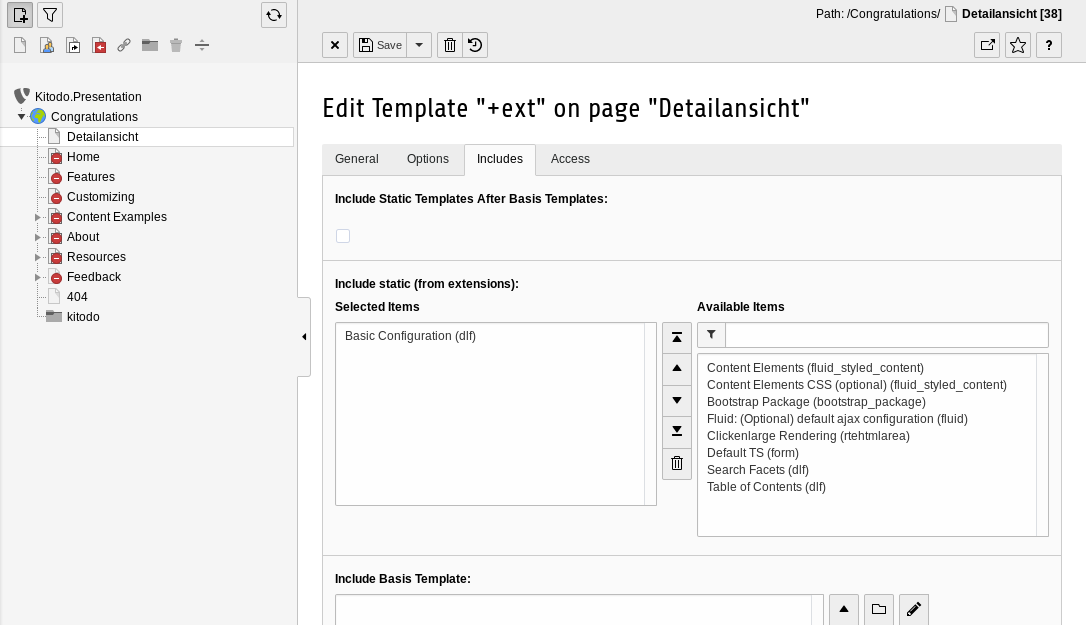 Path: /Congratulations/ Detailansicht [38]
Save
?
Kitodo.Presentation
Congratulations
Detailansicht
Home
Features
Customizing
Content Examples
About
Resources
Feedback
404
kitodo
Edit Template "+ext" on page "Detailansicht"
General Options Includes Access
Include Static Templates After Basis Templates:
Include static (from extensions):
Selected Items
Basic Configuration (dlf)
Available Items
Content Elements (fluid_styled_content)
Content Elements CSS (optional) (fluid_styled_content)
Bootstrap Package (bootstrap_package)
Fluid: (Optional) default ajax configuration (fluid)
Clickenlarge Rendering (rtehtmlarea)
Default TS (form)
Search Facets (dlf)
Table of Contents (dlf)
Include Basis Template: